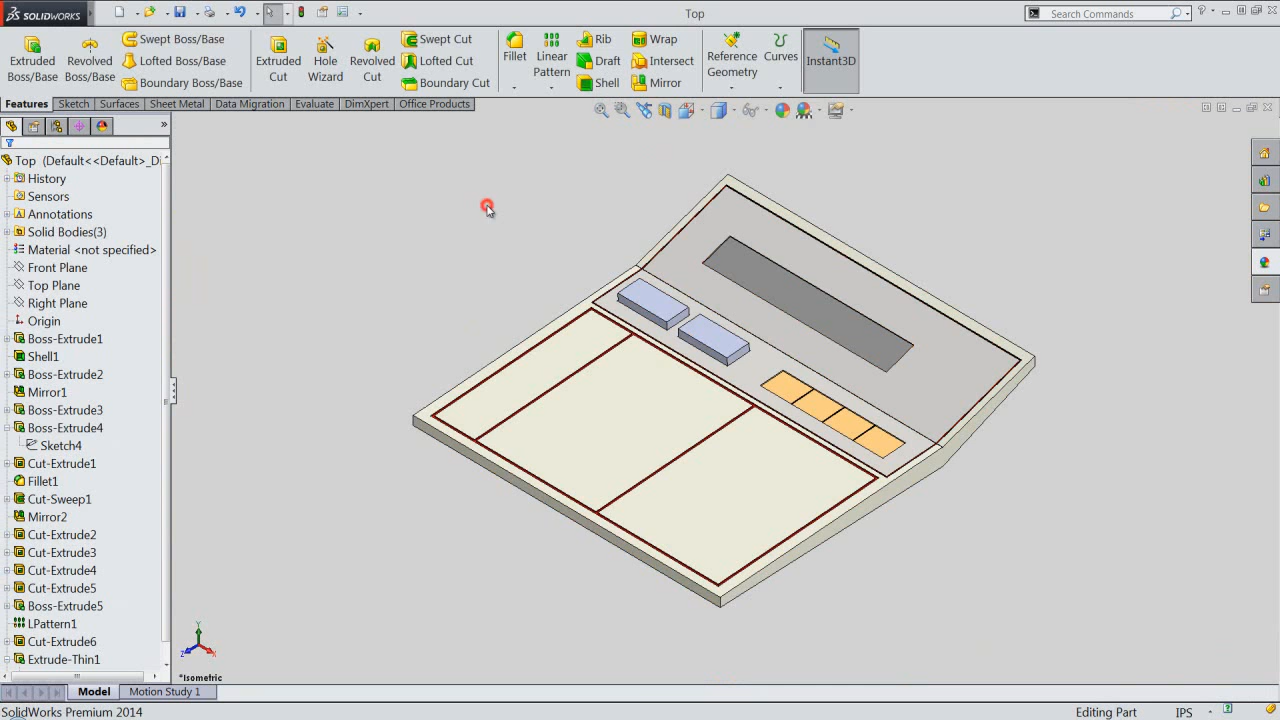 SOLIDWORKS
Top
Search Commands
Extruded Boss/Base
Revolved Boss/Base
Swept Boss/Base
Lofted Boss/Base
Boundary Boss/Base
Extruded Cut
Hole Wizard
Revolved Cut
Swept Cut
Lofted Cut
Boundary Cut
Fillet
Linear Pattern
Rib
Draft
Shell
Wrap
Intersect
Mirror
Reference Geometry
Curves
Instant3D
Features Sketch Surfaces Sheet Metal Data Migration Evaluate DimXpert Office Products
Top (Default<<Default>_D
History
Sensors
Annotations
Solid Bodies(3)
Material <not specified>
Front Plane
Top Plane
Right Plane
Origin
Boss-Extrude1
Shell1
Boss-Extrude2
Mirror1
Boss-Extrude3
Boss-Extrude4
Sketch4
Cut-Extrude1
Fillet1
Cut-Sweep1
Mirror2
Cut-Extrude2
Cut-Extrude3
Cut-Extrude4
Cut-Extrude5
Boss-Extrude5
LPattern1
Cut-Extrude6
Extrude-Thin1
Y
Z
X
*Isometric
Model Motion Study 1
SolidWorks Premium 2014
Editing Part
IPS